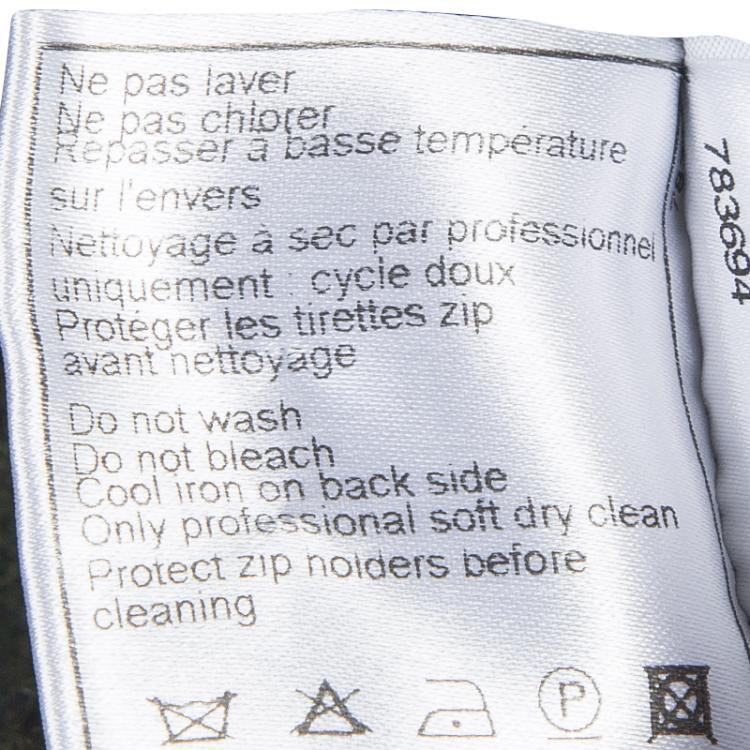 Ne pas laver
Ne pas chlorer
Repasser à basse température
sur l'envers
Nettoyage à sec par professionnel
uniquement : cycle doux
Protéger les tirettes zip
avant nettoyage
Do not wash
Do not bleach
Cool iron on back side
Only professional soft dry clean
Protect zip holders before
cleaning
P
783694